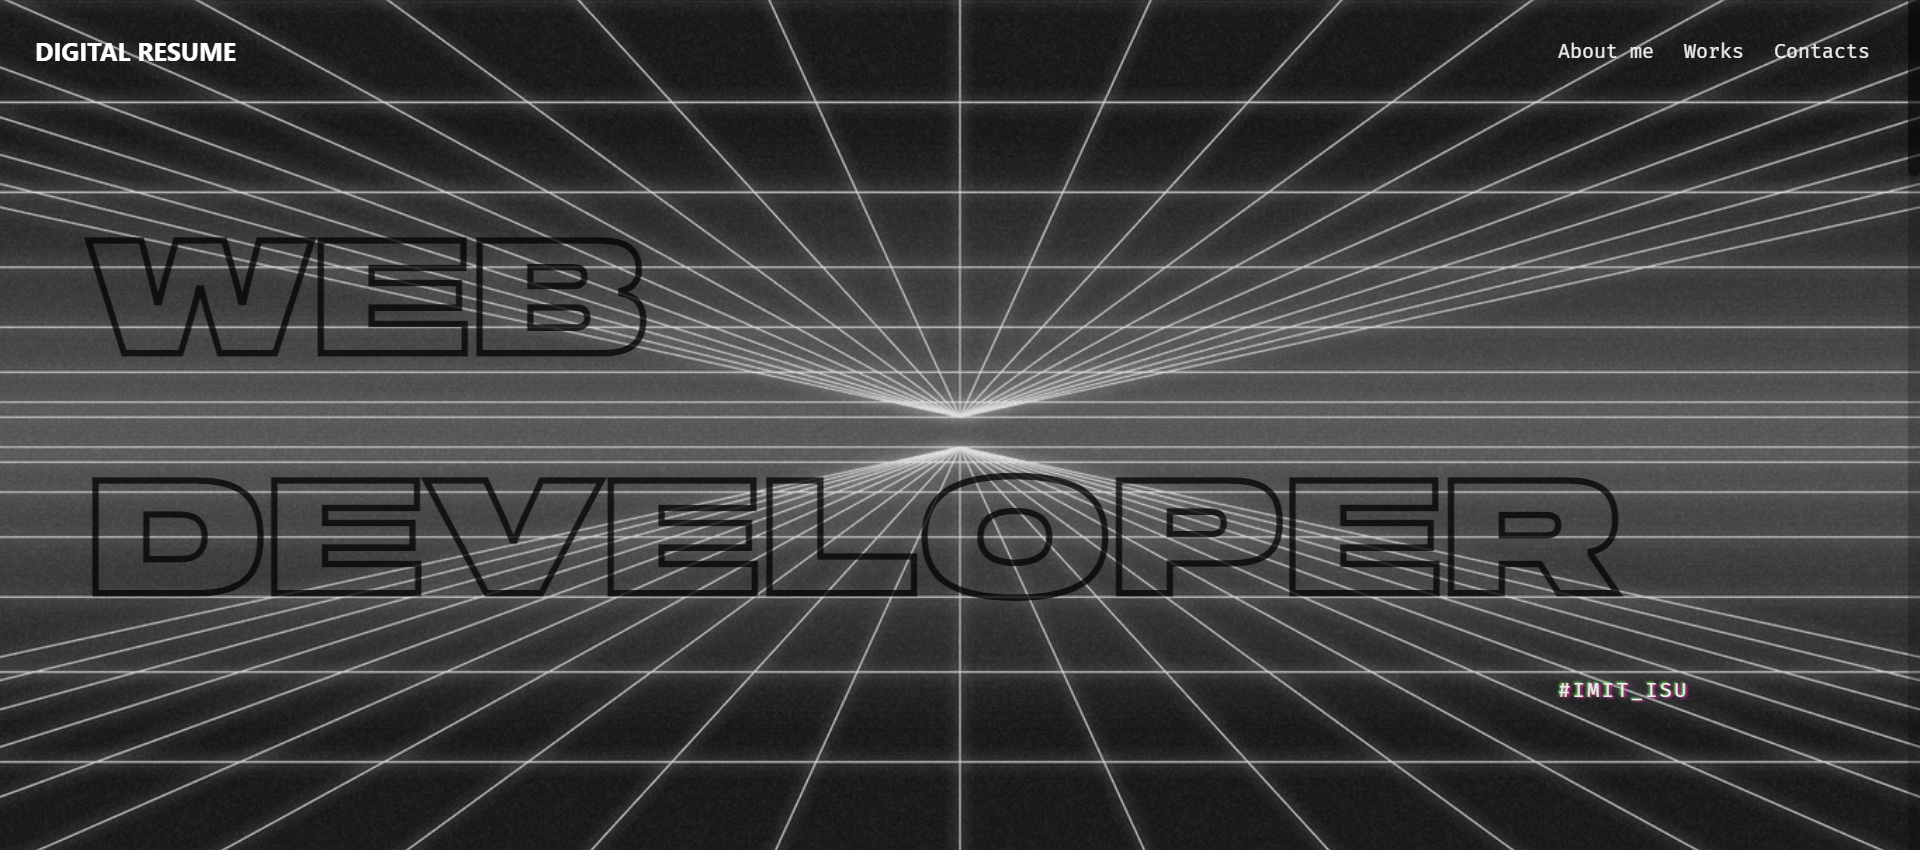 DIGITAL RESUME
About me Works Contacts
WEB
DEVELOPER
#IMIT_ISU